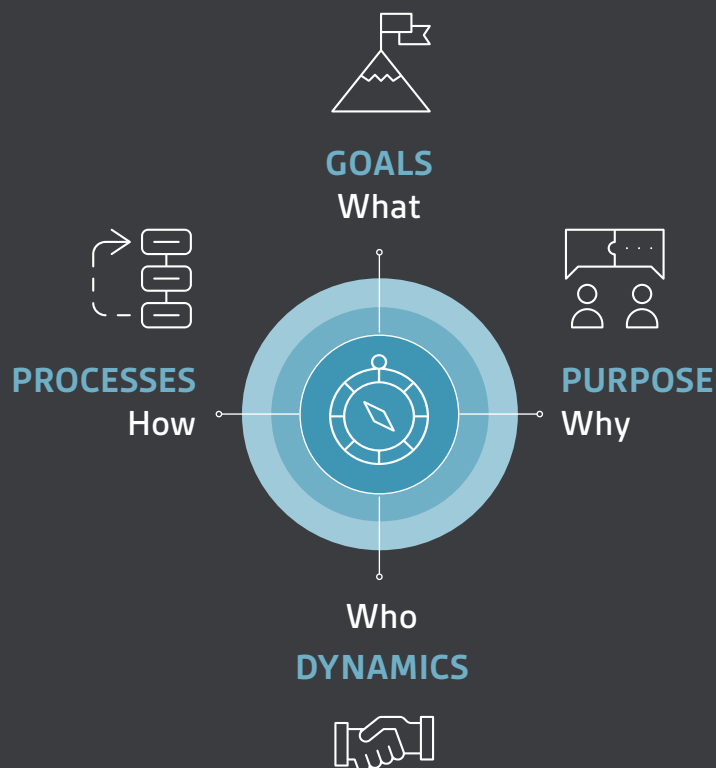 GOALS
What
PROCESSES
How
PURPOSE
Why
Who
DYNAMICS